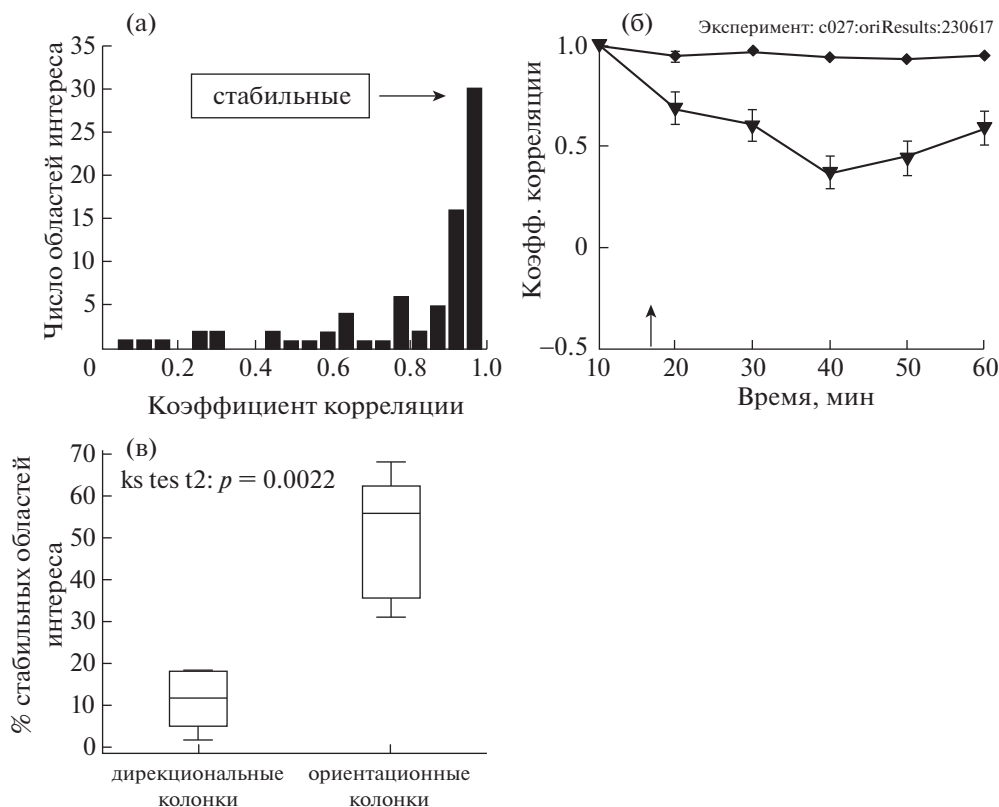 (а)
35
30
25
20
15
10
5
0
0.2
0.4
0.6
0.8
1.0
Число областей интереса
стабильные
Коэффициент корреляции
(б)
Эксперимент: c027:oriResults:230617
1.0
0.5
0
–0.5
10
20
30
40
50
60
Коэфф. корреляции
Время, мин
(в)
ks tes t2: p = 0.0022
70
60
50
40
30
20
10
0
% стабильных областей
интереса
дирекциональные
колонки
ориентационные
колонки